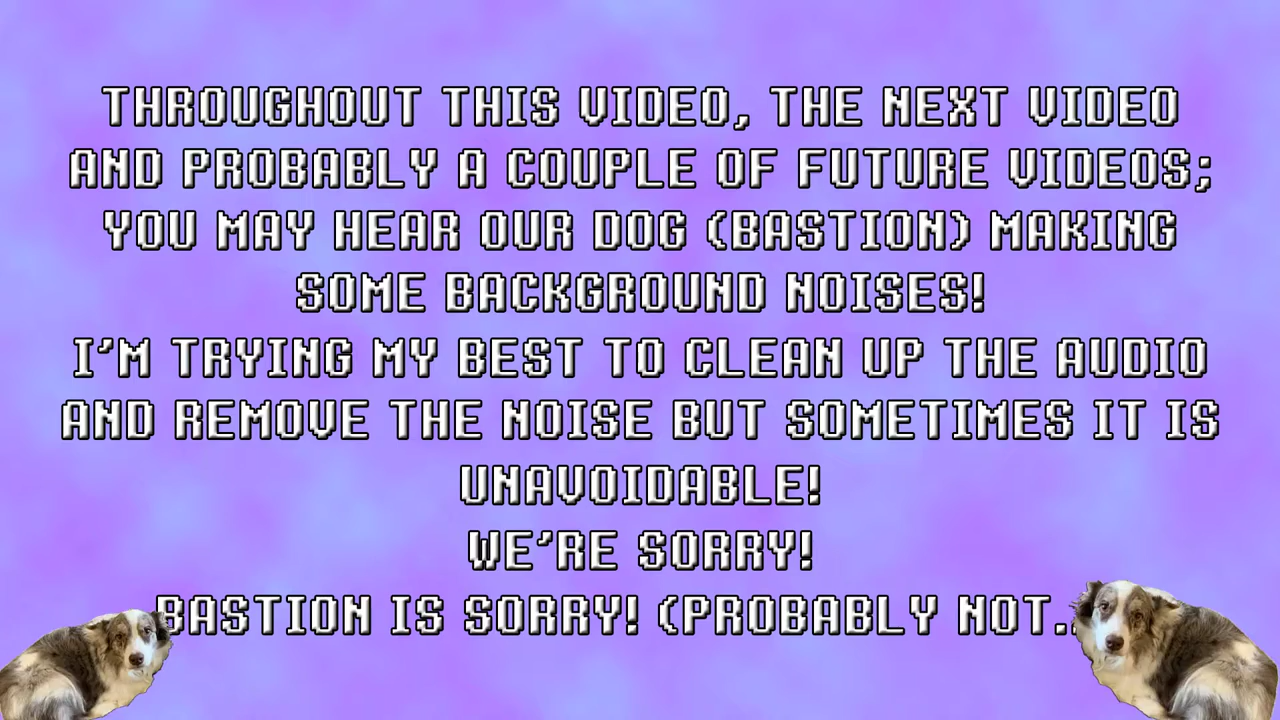 THROUGHOUT THIS VIDEO, THE NEXT VIDEO
AND PROBABLY A COUPLE OF FUTURE VIDEOS;
YOU MAY HEAR OUR DOG (BASTION) MAKING
SOME BACKGROUND NOISES!
I'M TRYING MY BEST TO CLEAN UP THE AUDIO
AND REMOVE THE NOISE BUT SOMETIMES IT IS
UNAVOIDABLE!
WE'RE SORRY!
BASTION IS SORRY! (PROBABLY NOT..